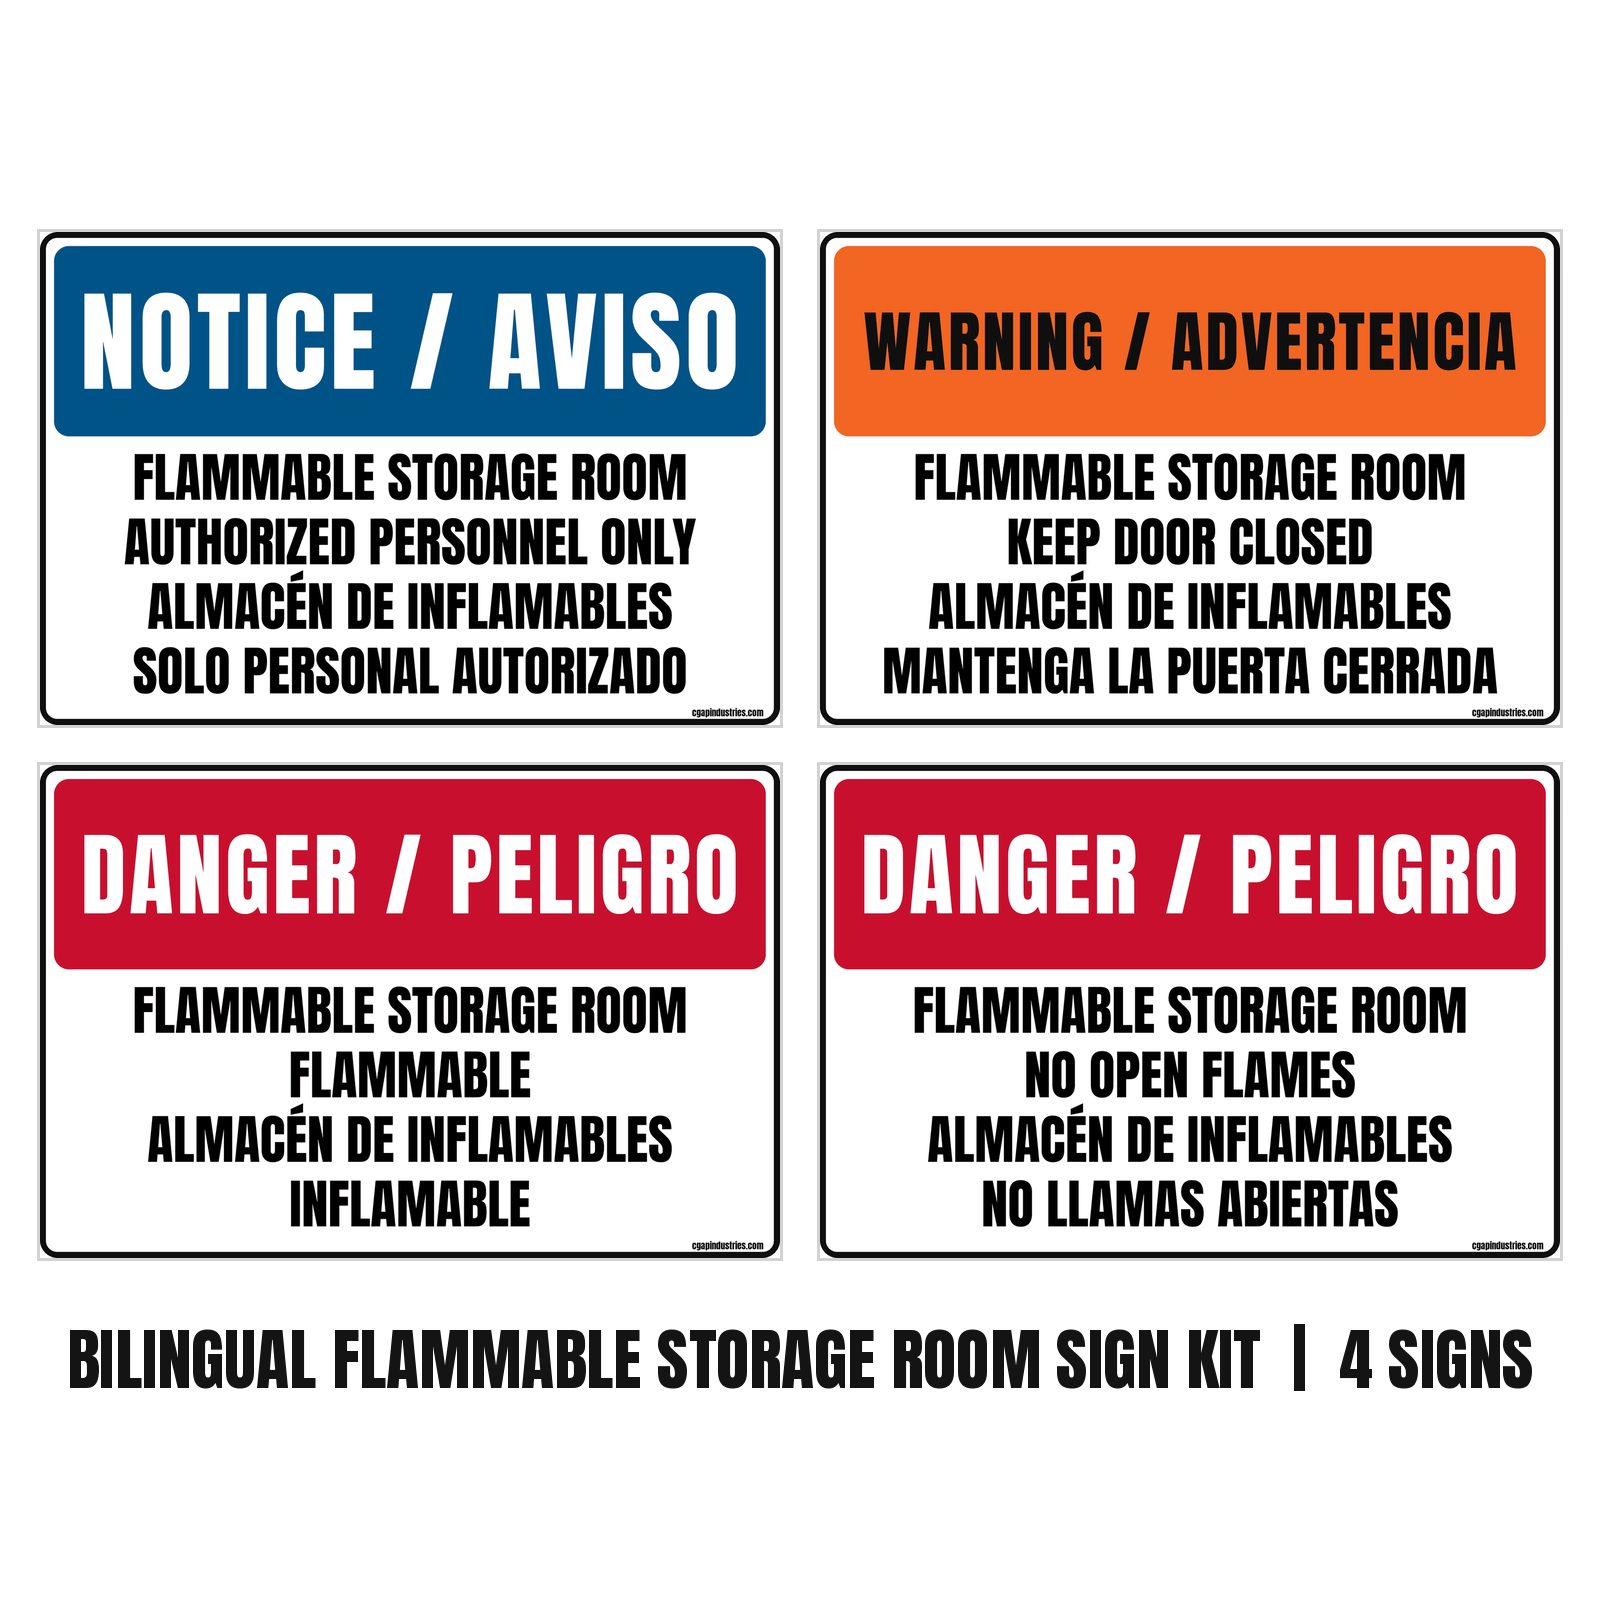 NOTICE / AVISO
FLAMMABLE STORAGE ROOM
AUTHORIZED PERSONNEL ONLY
ALMACÉN DE INFLAMABLES
SOLO PERSONAL AUTORIZADO
cgapindustries.com
WARNING / ADVERTENCIA
FLAMMABLE STORAGE ROOM
KEEP DOOR CLOSED
ALMACÉN DE INFLAMABLES
MANTENGA LA PUERTA CERRADA
cgapindustries.com
DANGER / PELIGRO
FLAMMABLE STORAGE ROOM
FLAMMABLE
ALMACÉN DE INFLAMABLES
INFLAMABLE
cgapindustries.com
DANGER / PELIGRO
FLAMMABLE STORAGE ROOM
NO OPEN FLAMES
ALMACÉN DE INFLAMABLES
NO LLAMAS ABIERTAS
cgapindustries.com
BILINGUAL FLAMMABLE STORAGE ROOM SIGN KIT | 4 SIGNS